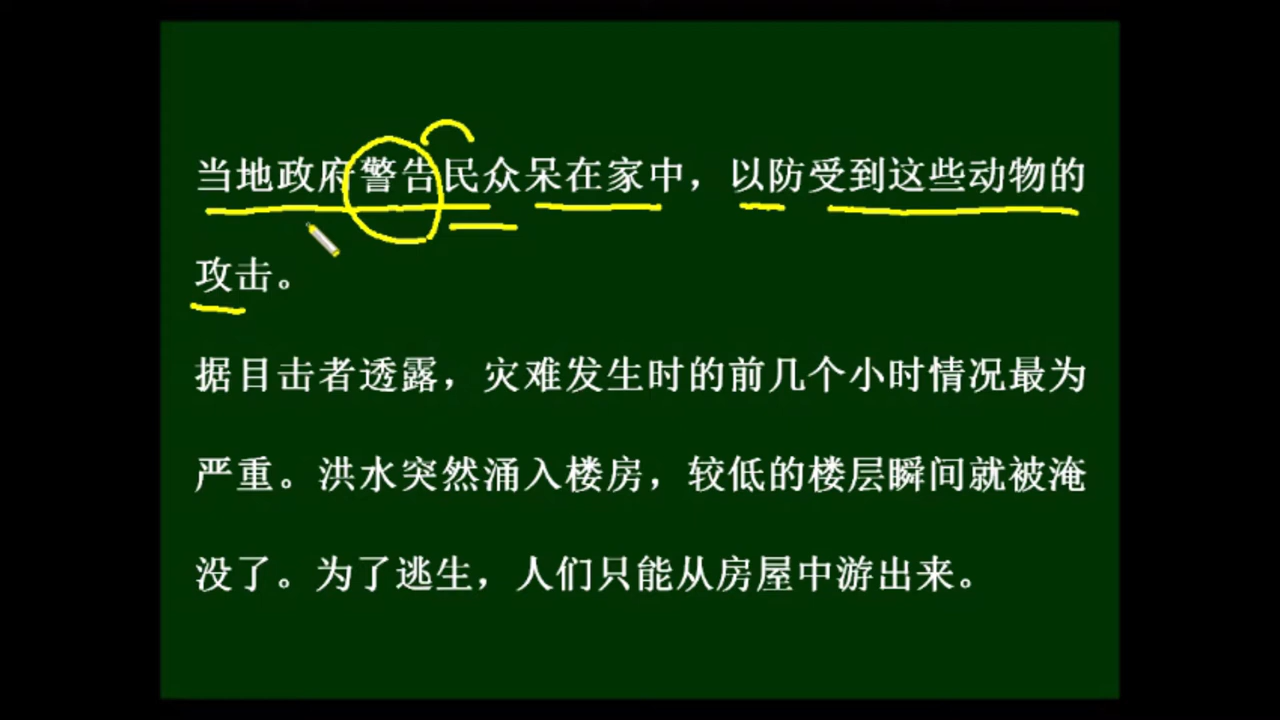 当地政府警告民众呆在家中，以防受到这些动物的
攻击。
据目击者透露，灾难发生时的前几个小时情况最为
严重。洪水突然涌入楼房，较低的楼层瞬间就被淹
没了。为了逃生，人们只能从房屋中游出来。